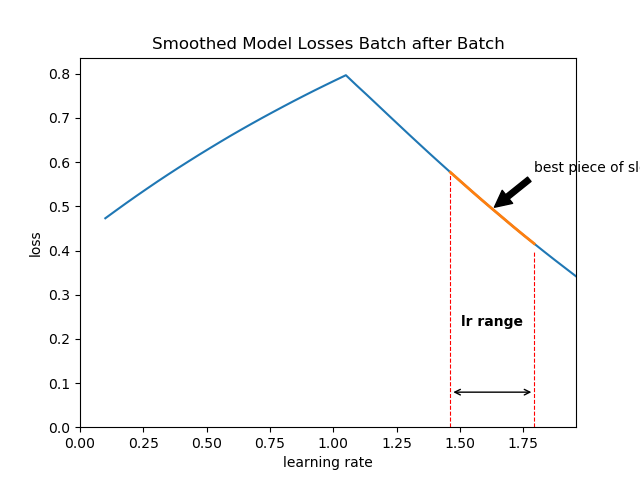 Smoothed Model Losses Batch after Batch
0.8
0.7
0.6
0.5
0.4
0.3
0.2
0.1
0.0
loss
best piece of sl
lr range
0.00 0.25 0.50 0.75 1.00 1.25 1.50 1.75
learning rate